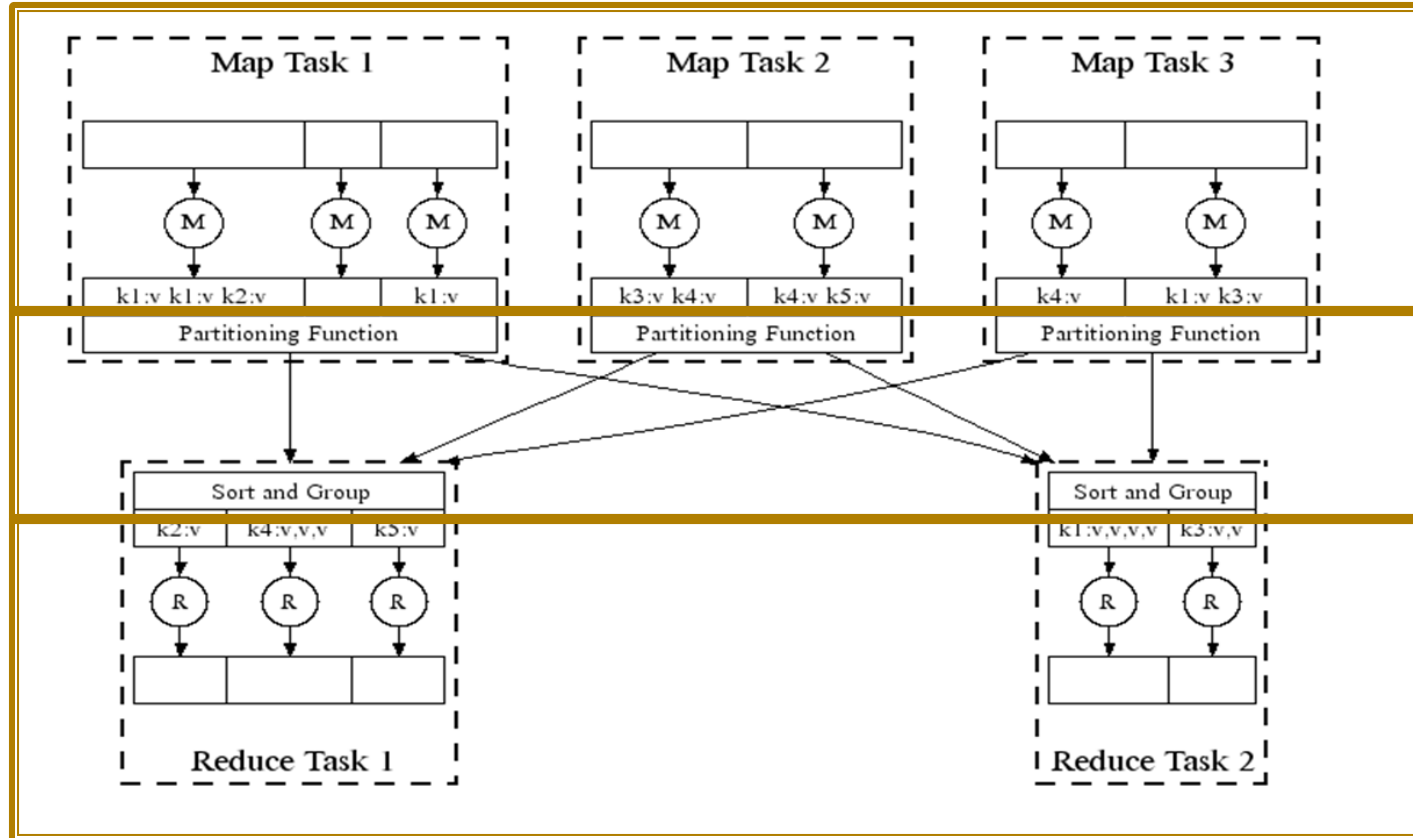 Map Task 1 Map Task 2 Map Task 3
M M M M M M M
k1:v k1:v k2:v k1:v k3:v k4:v k4:v k5:v k4:v k1:v k3:v
Partitioning Function Partitioning Function Partitioning Function
Sort and Group Sort and Group
k2:v k4:v,v,v k5:v k1:v,v,v,v k3:v,v
R R R R R
Reduce Task 1 Reduce Task 2